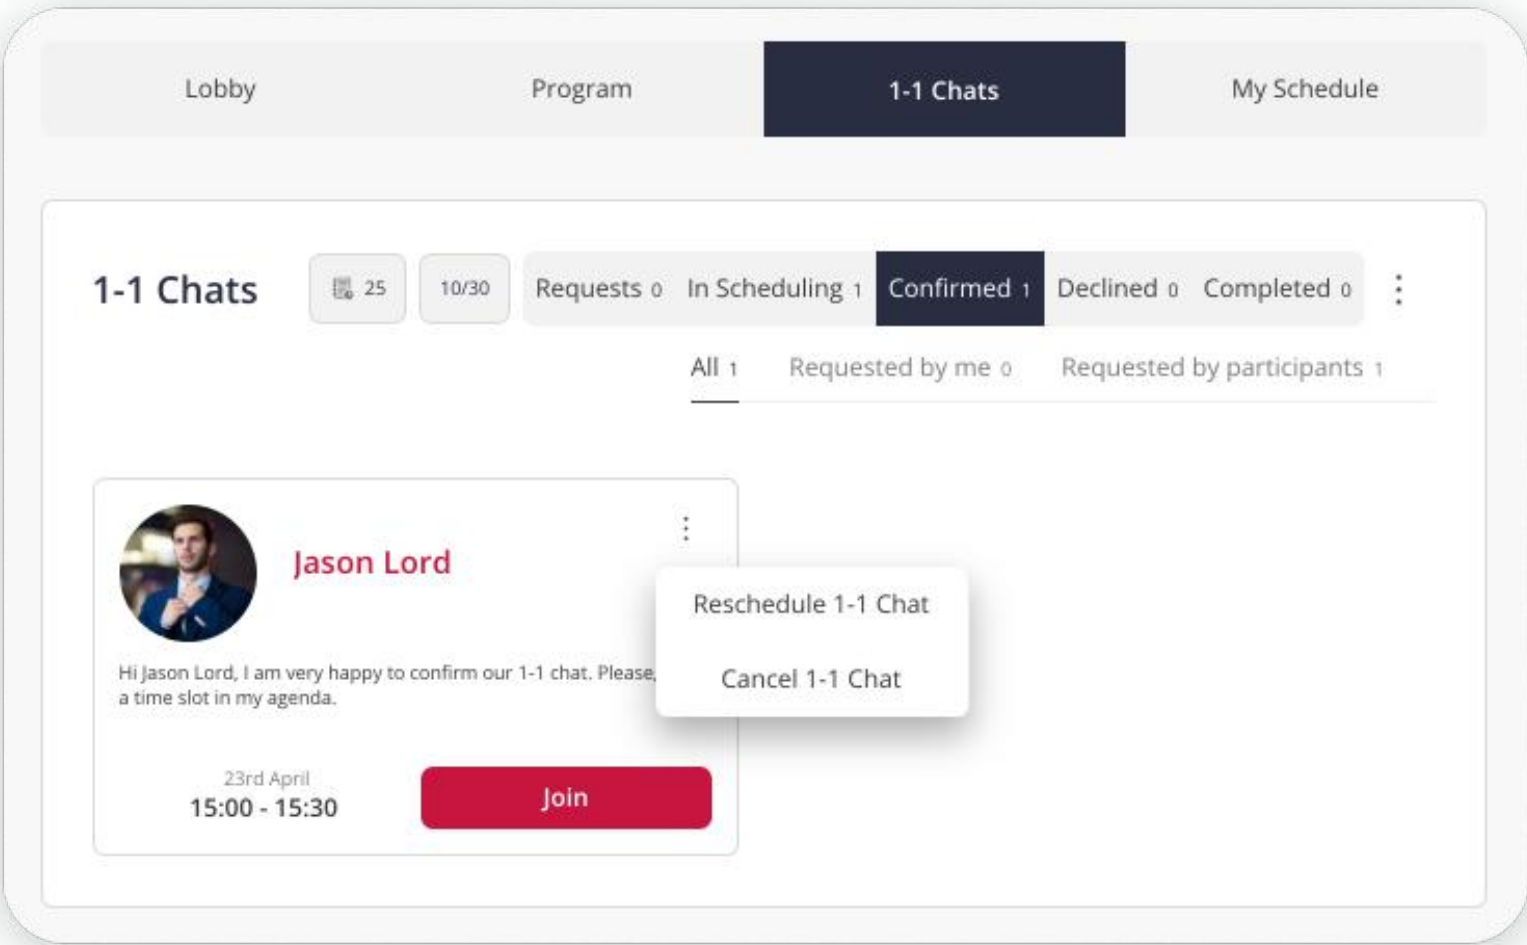 Lobby Program 1-1 Chats My Schedule
1-1 Chats 25 10/30 Requests 0 In Scheduling 1 Confirmed 1 Declined 0 Completed 0
All 1 Requested by me 0 Requested by participants 1
Jason Lord
Reschedule 1-1 Chat
Hi Jason Lord, I am very happy to confirm our 1-1 chat. Please,
Cancel 1-1 Chat
a time slot in my agenda.
23rd April
15:00 - 15:30
Join